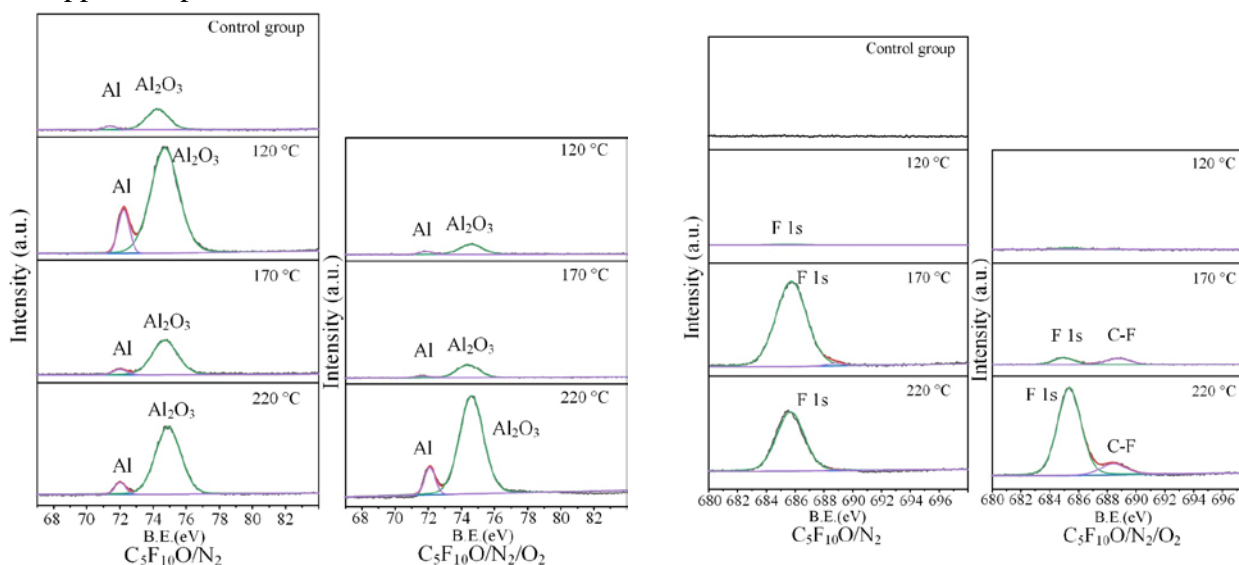 Control group
Al
Al₂O₃
120 °C
Al₂O₃
Al
170 °C
Al₂O₃
Al
220 °C
Al₂O₃
Al
68 70 72 74 76 78 80 82
B.E.(eV)
C₅F₁₀O/N₂
Intensity (a.u.)
120 °C
Al
Al₂O₃
170 °C
Al
Al₂O₃
220 °C
Al
Al₂O₃
68 70 72 74 76 78 80 82
B.E.(eV)
C₅F₁₀O/N₂/O₂
Intensity (a.u.)
Control group
120 °C
F 1s
170 °C
F 1s
220 °C
F 1s
680 682 684 686 688 690 692 694 696
B.E.(eV)
C₅F₁₀O/N₂
Intensity (a.u.)
120 °C
170 °C
F 1s
C-F
220 °C
F 1s
C-F
680 682 684 686 688 690 692 694 696
B.E.(eV)
C₅F₁₀O/N₂/O₂
Intensity (a.u.)